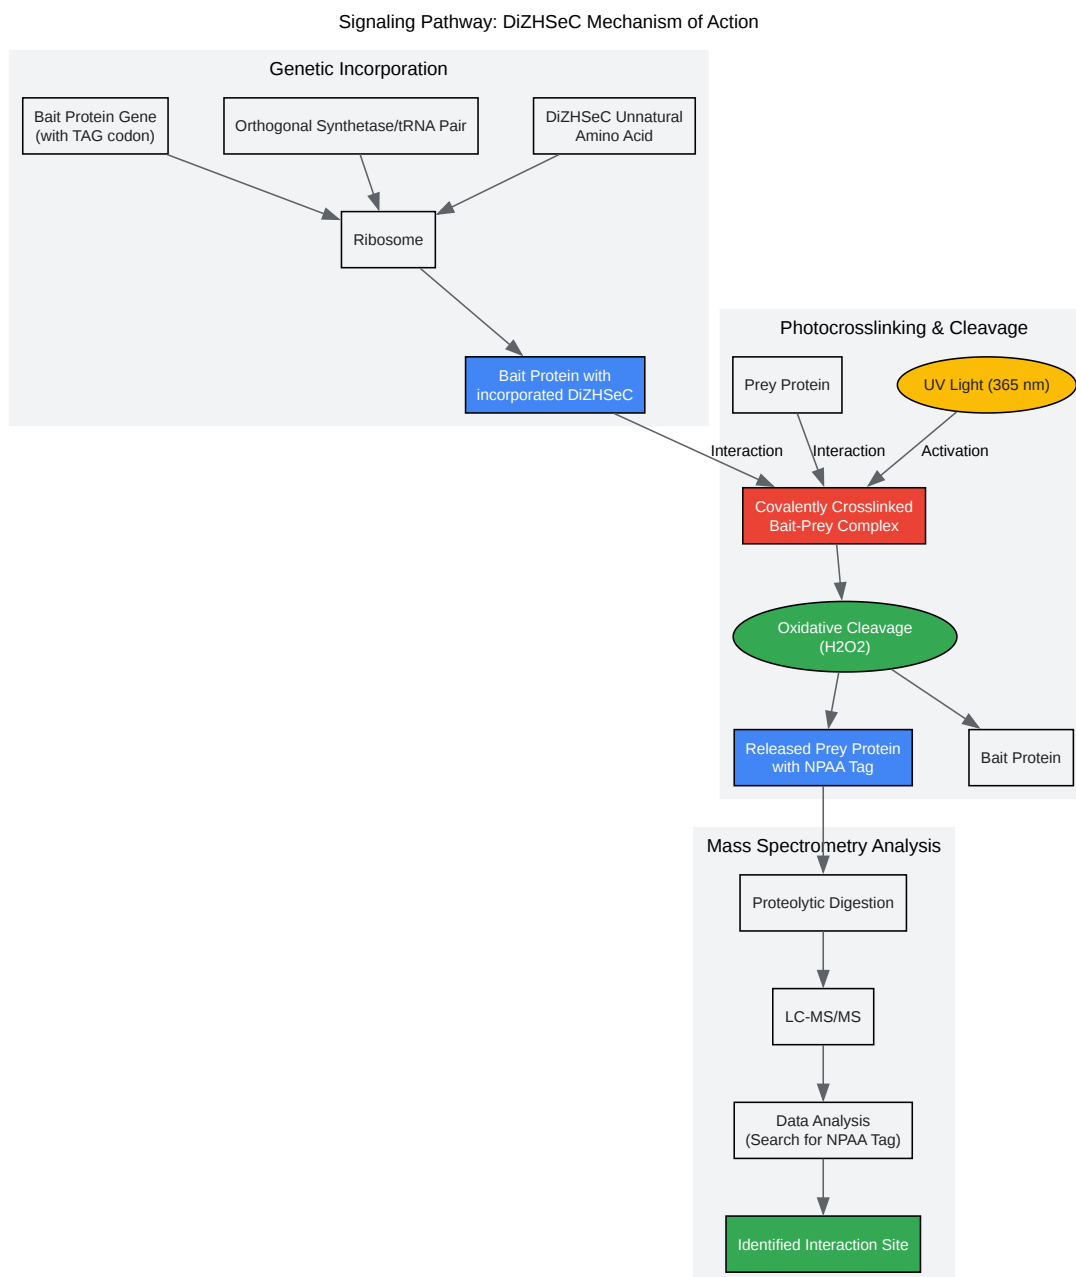 Signaling Pathway: DiZHSeC Mechanism of Action
Genetic Incorporation
Bait Protein Gene
(with TAG codon)
Orthogonal Synthetase/tRNA Pair
DiZHSeC Unnatural
Amino Acid
Ribosome
Bait Protein with
incorporated DiZHSeC
Photocrosslinking & Cleavage
Prey Protein
UV Light (365 nm)
Interaction
Interaction
Activation
Covalently Crosslinked
Bait-Prey Complex
Oxidative Cleavage
(H2O2)
Released Prey Protein
with NPAA Tag
Bait Protein
Mass Spectrometry Analysis
Proteolytic Digestion
LC-MS/MS
Data Analysis
(Search for NPAA Tag)
Identified Interaction Site